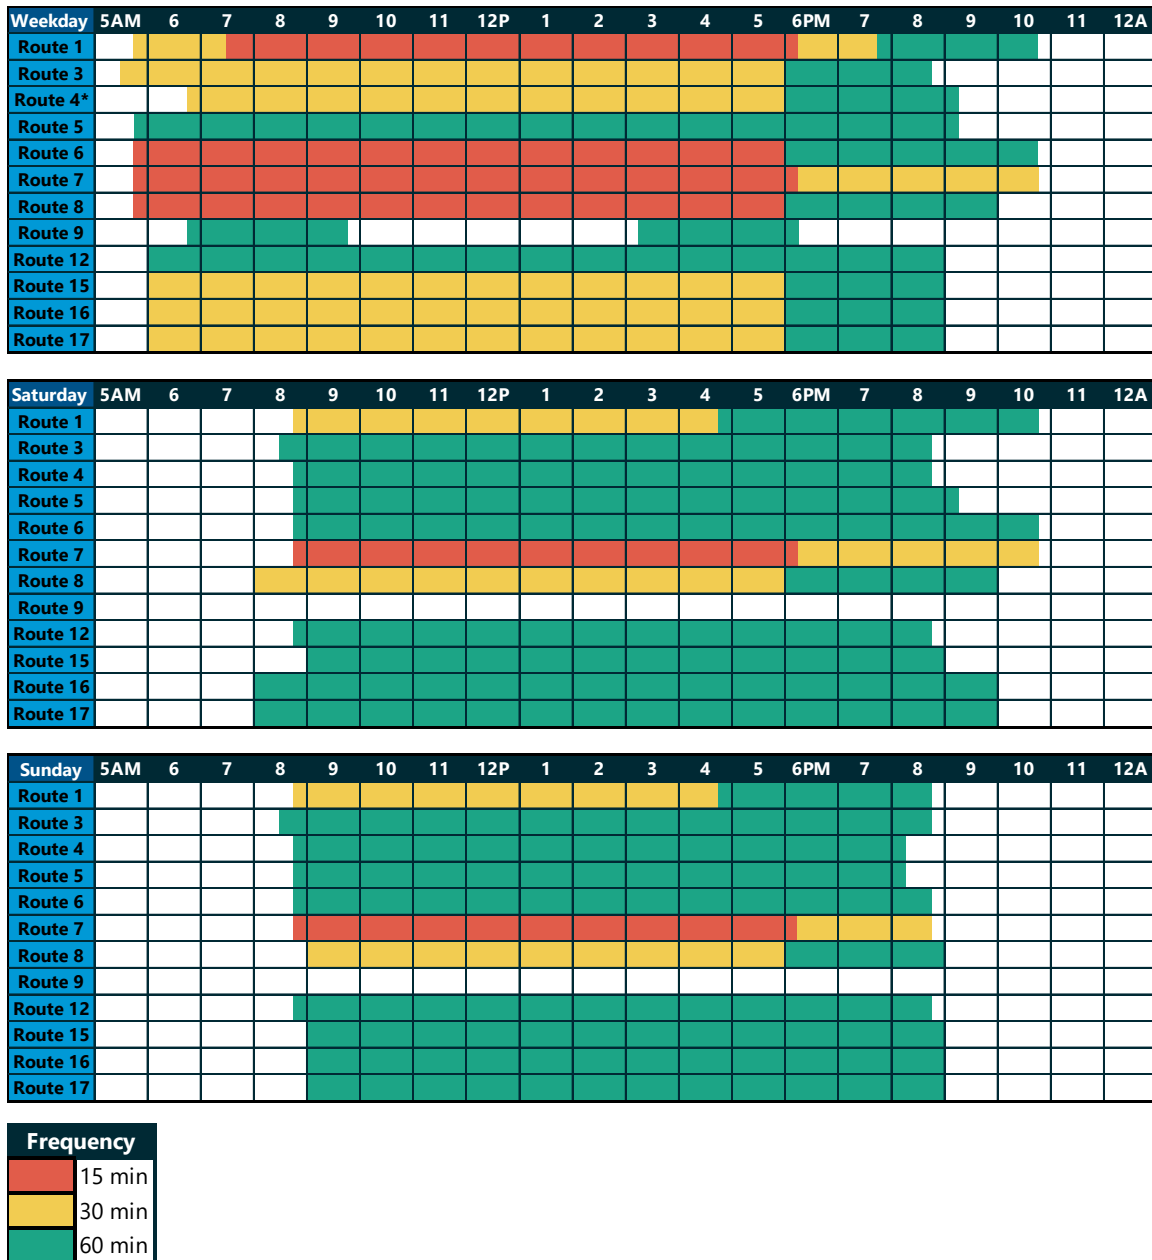 Weekday 5AM 6 7 8 9 10 11 12P 1 2 3 4 5 6PM 7 8 9 10 11 12A
Route 1
Route 3
Route 4*
Route 5
Route 6
Route 7
Route 8
Route 9
Route 12
Route 15
Route 16
Route 17
Saturday 5AM 6 7 8 9 10 11 12P 1 2 3 4 5 6PM 7 8 9 10 11 12A
Route 1
Route 3
Route 4
Route 5
Route 6
Route 7
Route 8
Route 9
Route 12
Route 15
Route 16
Route 17
Sunday 5AM 6 7 8 9 10 11 12P 1 2 3 4 5 6PM 7 8 9 10 11 12A
Route 1
Route 3
Route 4
Route 5
Route 6
Route 7
Route 8
Route 9
Route 12
Route 15
Route 16
Route 17
Frequency
15 min
30 min
60 min